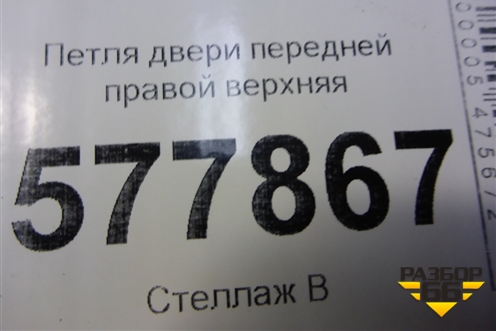 Петля двери передней
правой верхняя
577867
Стеллаж В
РАЗБОР
66